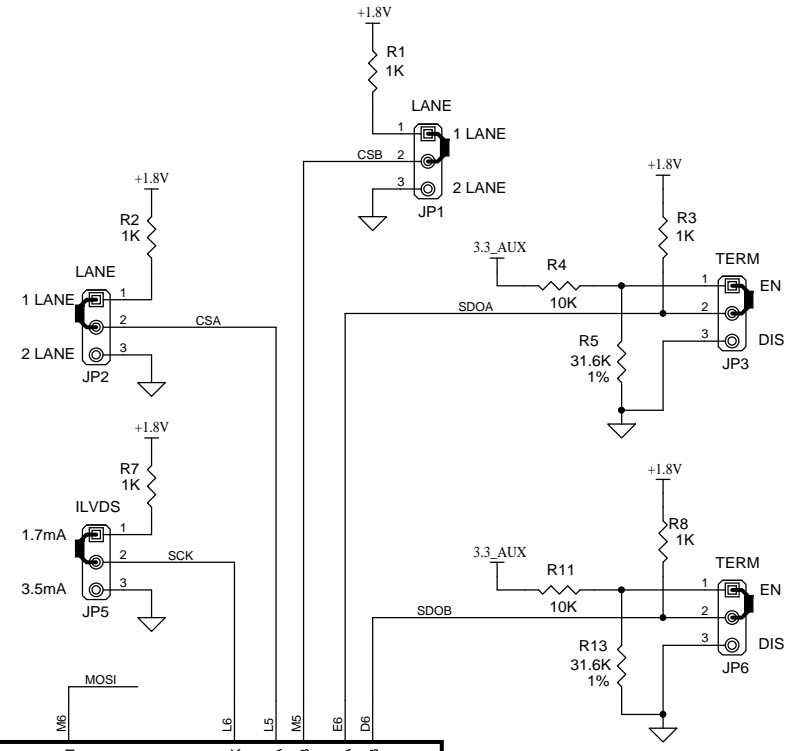 +1.8V
R1
1K
LANE
1
1 LANE
CSB
2
3
2 LANE
JP1
+1.8V
R2
1K
LANE
1 LANE
1
2
CSA
2 LANE
3
JP2
+1.8V
R3
1K
3.3_AUX
R4
10K
TERM
1
EN
SDOA
2
R5
31.6K
1%
3
DIS
JP3
+1.8V
R7
1K
ILVDS
1.7mA
1
2
SCK
3.5mA
3
JP5
+1.8V
R8
1K
3.3_AUX
R11
10K
TERM
1
EN
SDOB
2
R13
31.6K
1%
3
DIS
JP6
MOSI
M6
L6
L5
M5
E6
D6